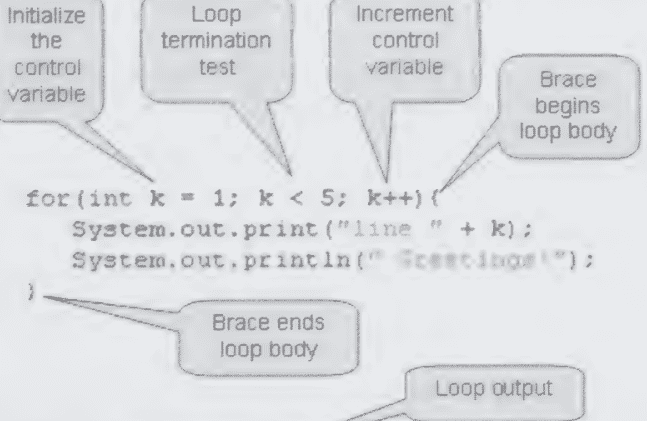 Initialize
the
control
variable
Loop
termination
test
Increment
control
variable
Brace
begins
loop body
for(int k = 1; k < 5; k++){
System.out.print("line " + k);
System.out.println(" Greetings!");
}
Brace ends
loop body
Loop output